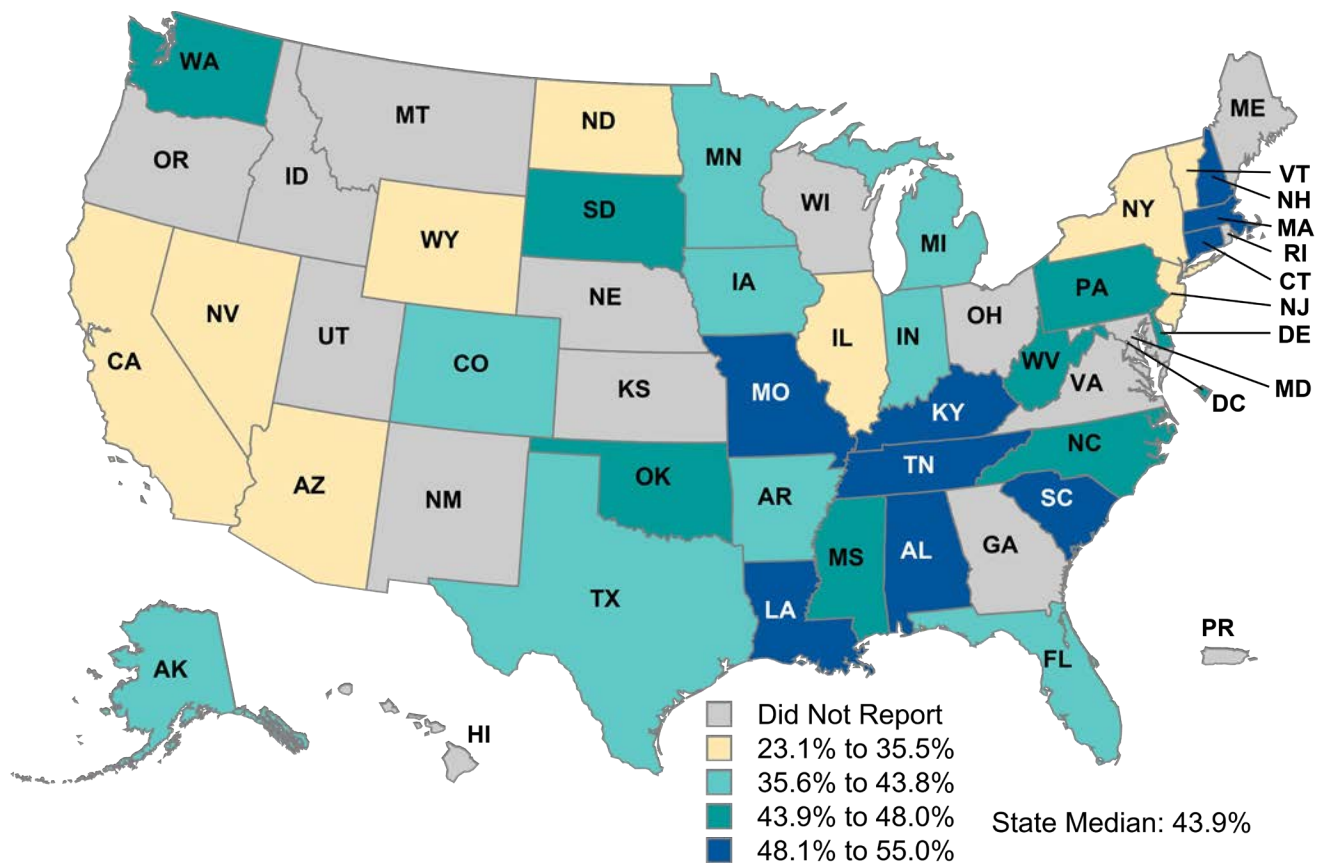 WA
MT
ND
MN
ME
OR
ID
SD
WI
MI
NY
VT
NH
MA
RI
CT
NJ
DE
MD
DC
WY
NE
IA
PA
NV
UT
CO
KS
MO
IL
IN
OH
WV
VA
CA
KY
AZ
NM
OK
AR
TN
NC
SC
MS
AL
GA
TX
LA
FL
AK
HI
PR
Did Not Report
23.1% to 35.5%
35.6% to 43.8%
43.9% to 48.0%
48.1% to 55.0%
State Median: 43.9%